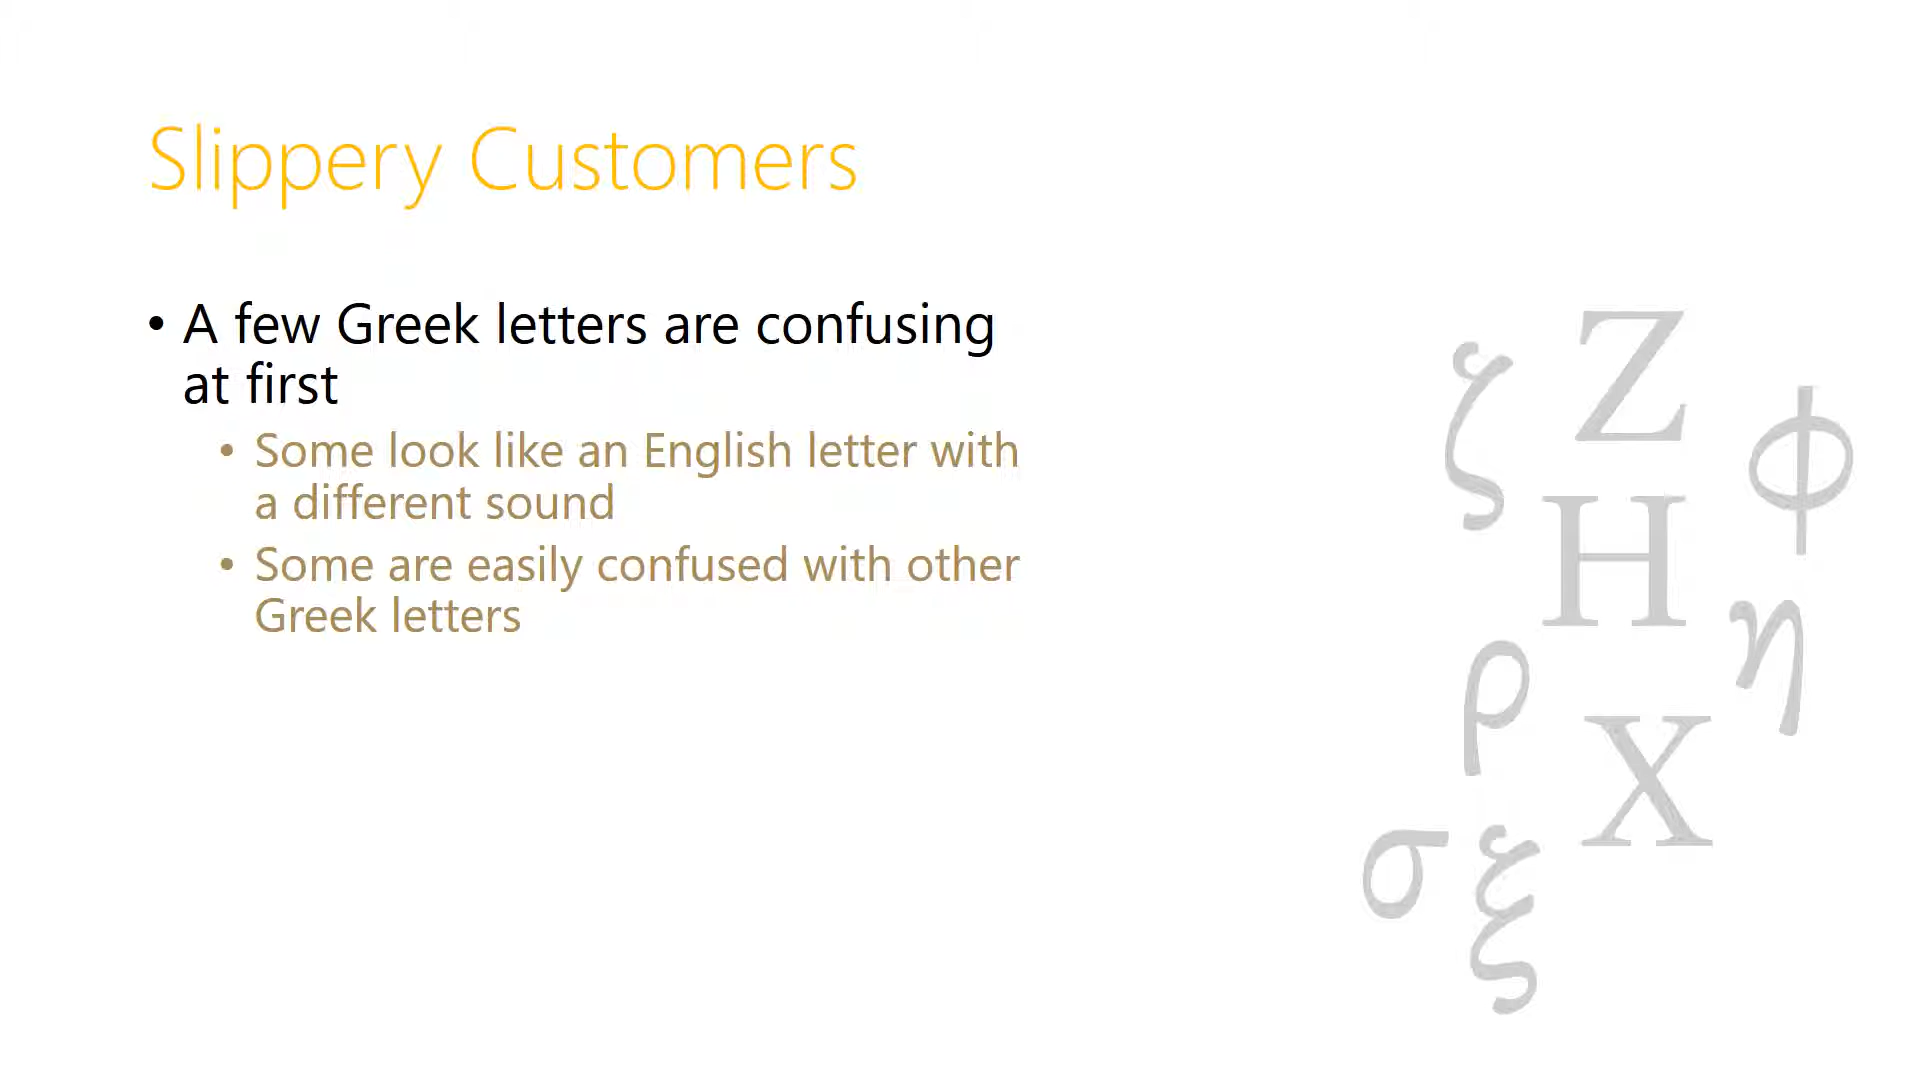 Slippery Customers
• A few Greek letters are confusing
at first
• Some look like an English letter with
a different sound
• Some are easily confused with other
Greek letters
Ζ
ζ
φ
Η
η
ρ
Χ
σ
ξ